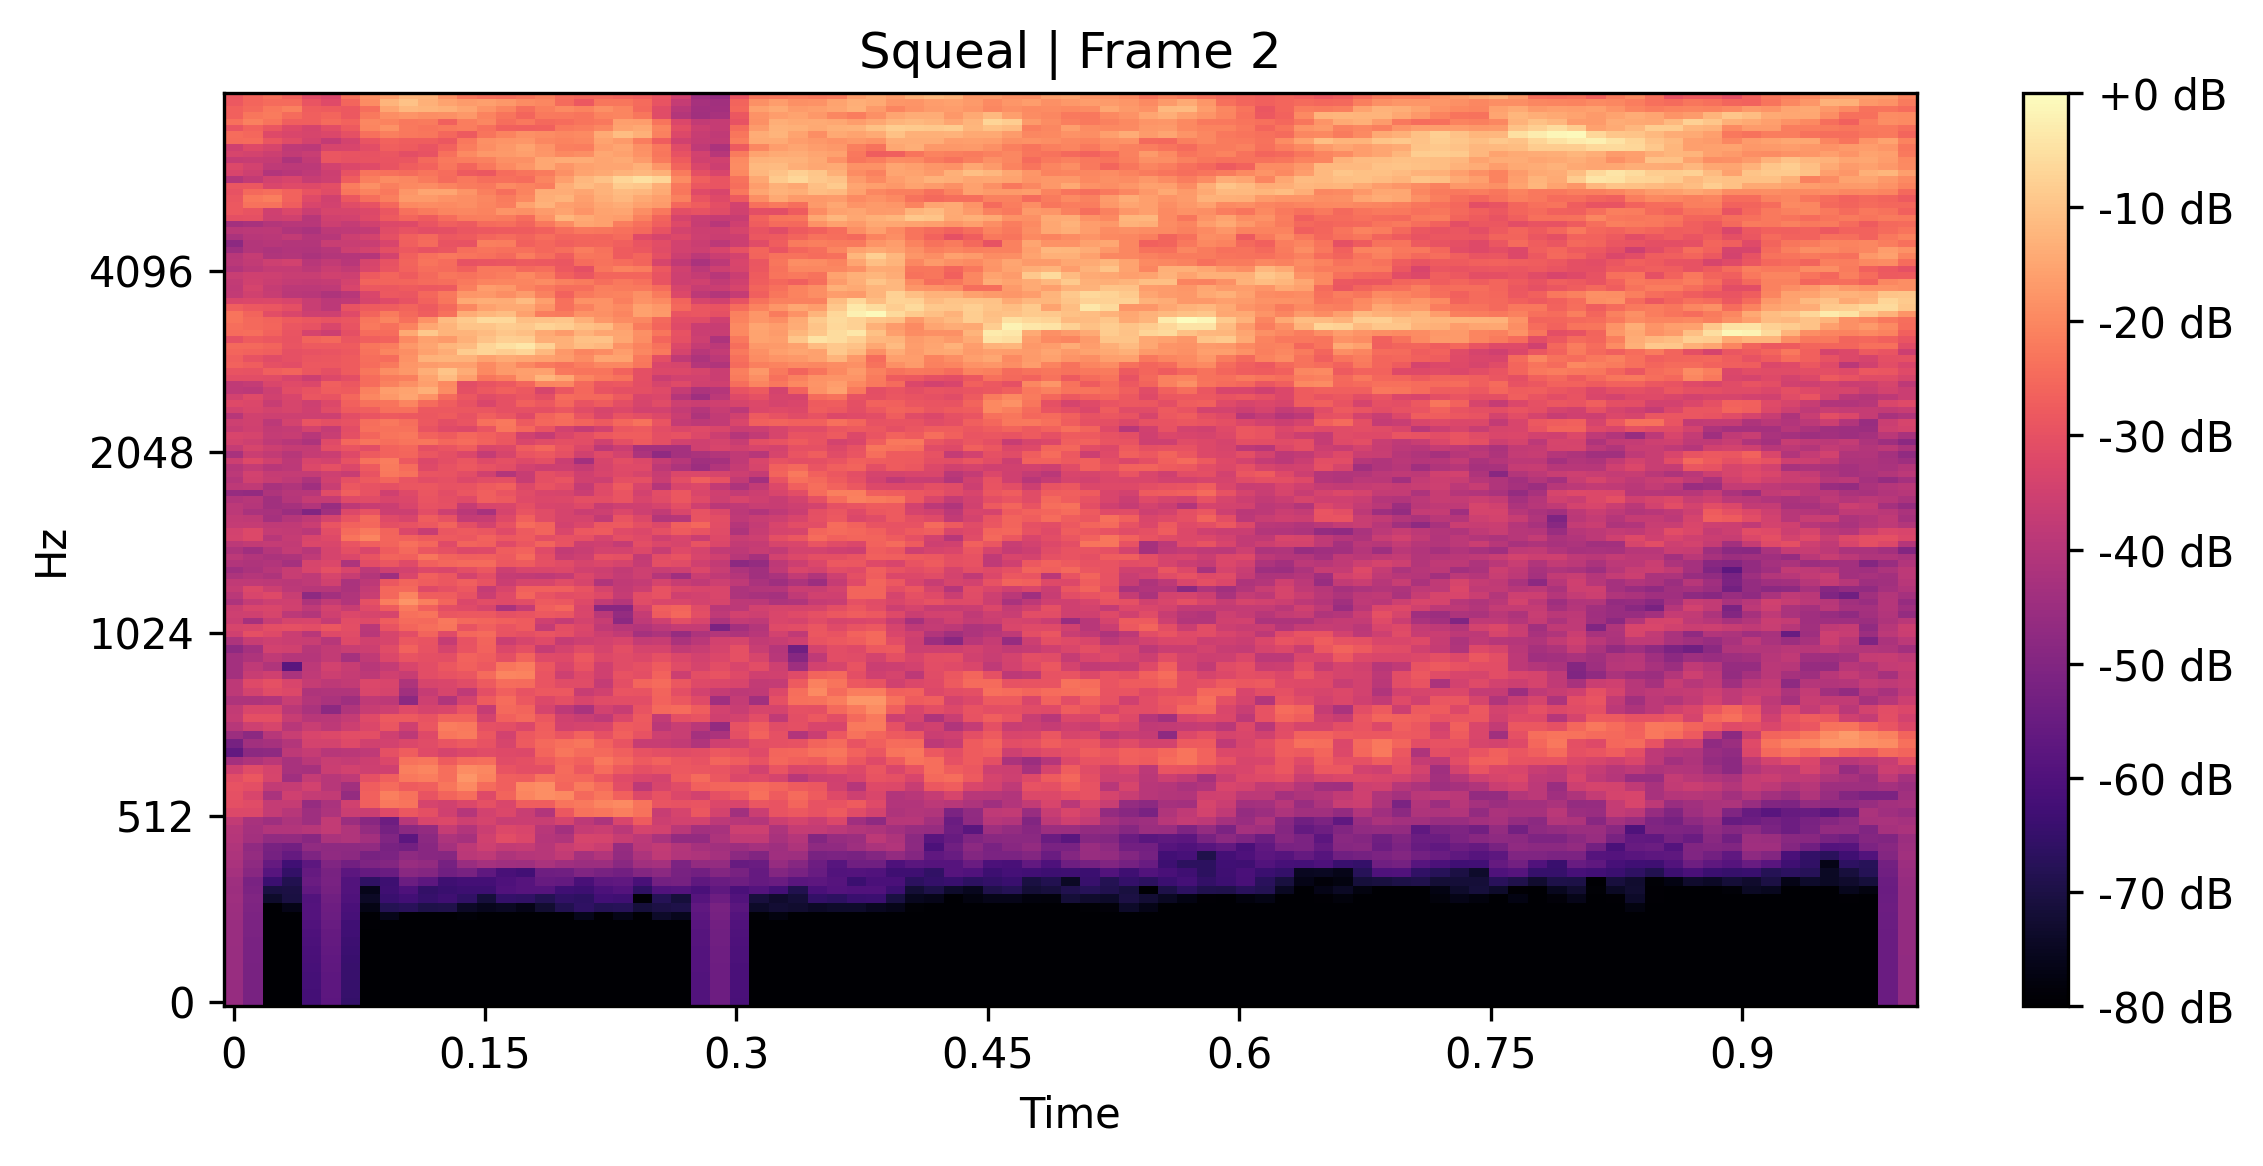 Squeal | Frame 2
+0 dB
-10 dB
-20 dB
-30 dB
-40 dB
-50 dB
-60 dB
-70 dB
-80 dB
4096
2048
1024
512
0
Hz
0 0.15 0.3 0.45 0.6 0.75 0.9
Time